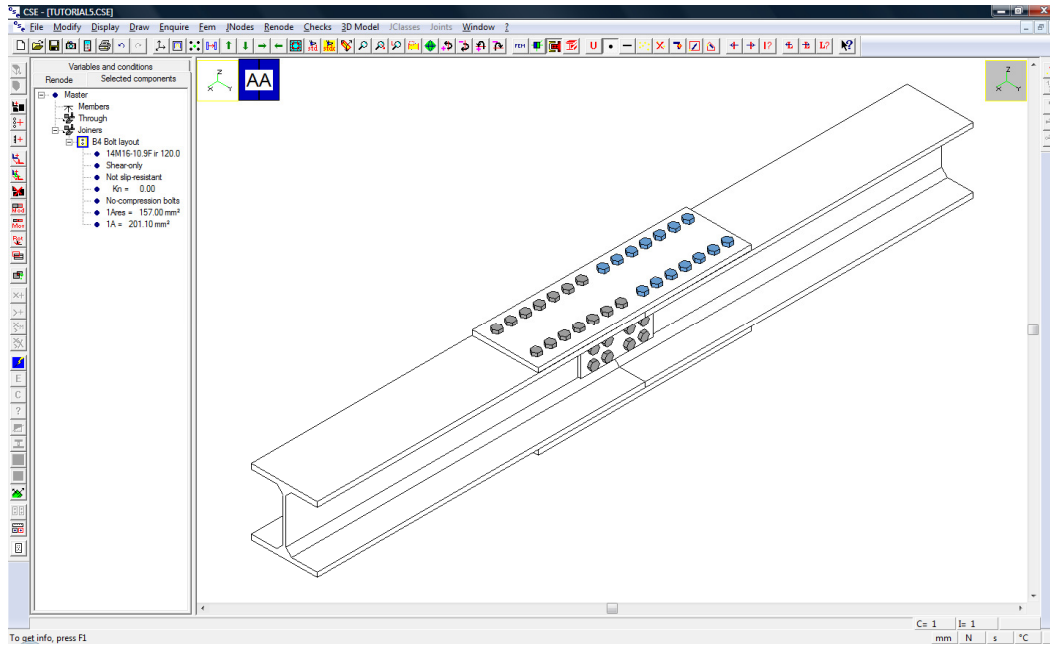 CSE - [TUTORIAL5.CSE]
File Modify Display Draw Enquire Fem JNodes Renode Checks 3D Model JClasses Joints Window ?
Variables and conditions
Renode Selected components
Master
Members
Through
Joiners
B4 Bolt layout
14M16-10.9F ir 120.0
Shear-only
Not slip-resistant
Kn = 0.00
No-compression bolts
1Ares = 157.00 mm²
1A = 201.10 mm²
AA
Z
X Y
Z
X Y
FEM
U
E
C
?
C= 1 I= 1
To get info, press F1
mm N s °C